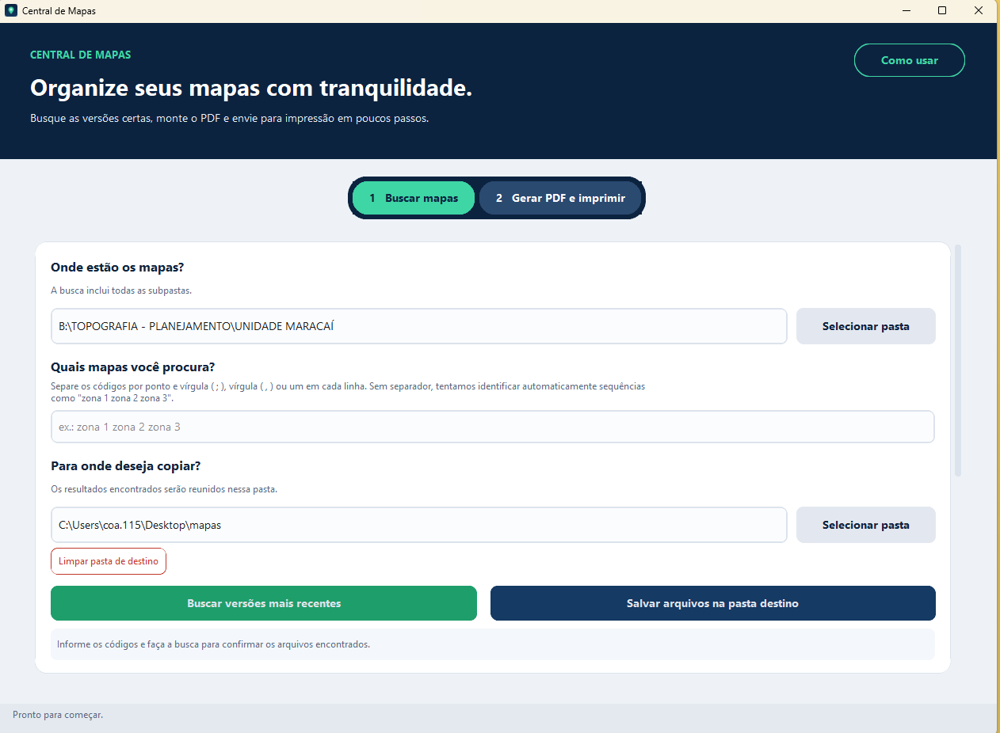 Central de Mapas
CENTRAL DE MAPAS
Como usar
Organize seus mapas com tranquilidade.
Busque as versões certas, monte o PDF e envie para impressão em poucos passos.
1 Buscar mapas
2 Gerar PDF e imprimir
Onde estão os mapas?
A busca inclui todas as subpastas.
B:\TOPOGRAFIA - PLANEJAMENTO\UNIDADE MARACAÍ
Selecionar pasta
Quais mapas você procura?
Separe os códigos por ponto e vírgula ( ; ), vírgula ( , ) ou um em cada linha. Sem separador, tentamos identificar automaticamente sequências
como "zona 1 zona 2 zona 3".
ex.: zona 1 zona 2 zona 3
Para onde deseja copiar?
Os resultados encontrados serão reunidos nessa pasta.
C:\Users\coa.115\Desktop\mapas
Selecionar pasta
Limpar pasta de destino
Buscar versões mais recentes
Salvar arquivos na pasta destino
Informe os códigos e faça a busca para confirmar os arquivos encontrados.
Pronto para começar.